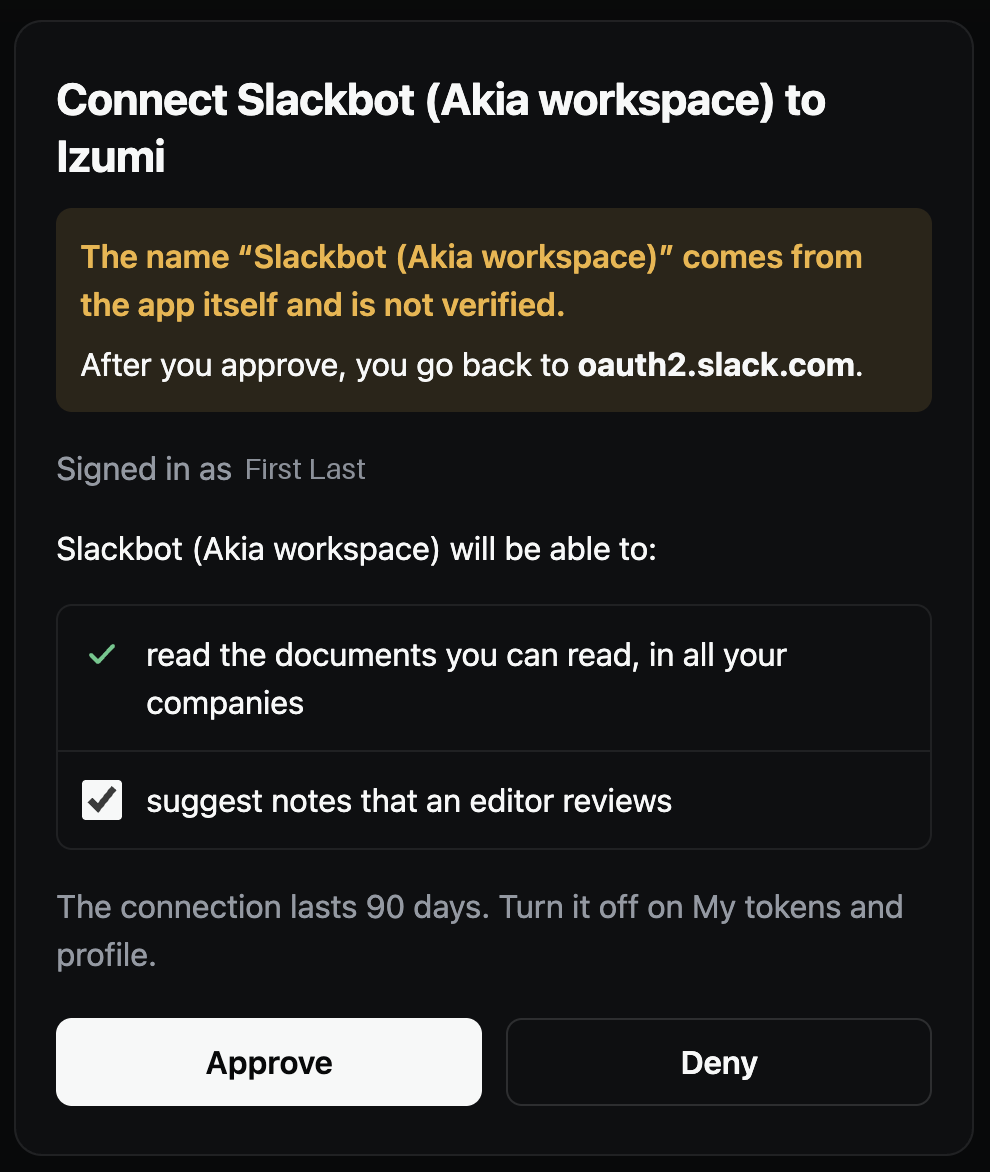 Connect Slackbot (Akia workspace) to
Izumi
The name “Slackbot (Akia workspace)” comes from
the app itself and is not verified.
After you approve, you go back to oauth2.slack.com.
Signed in as First Last
Slackbot (Akia workspace) will be able to:
read the documents you can read, in all your
companies
suggest notes that an editor reviews
The connection lasts 90 days. Turn it off on My tokens and
profile.
Approve
Deny